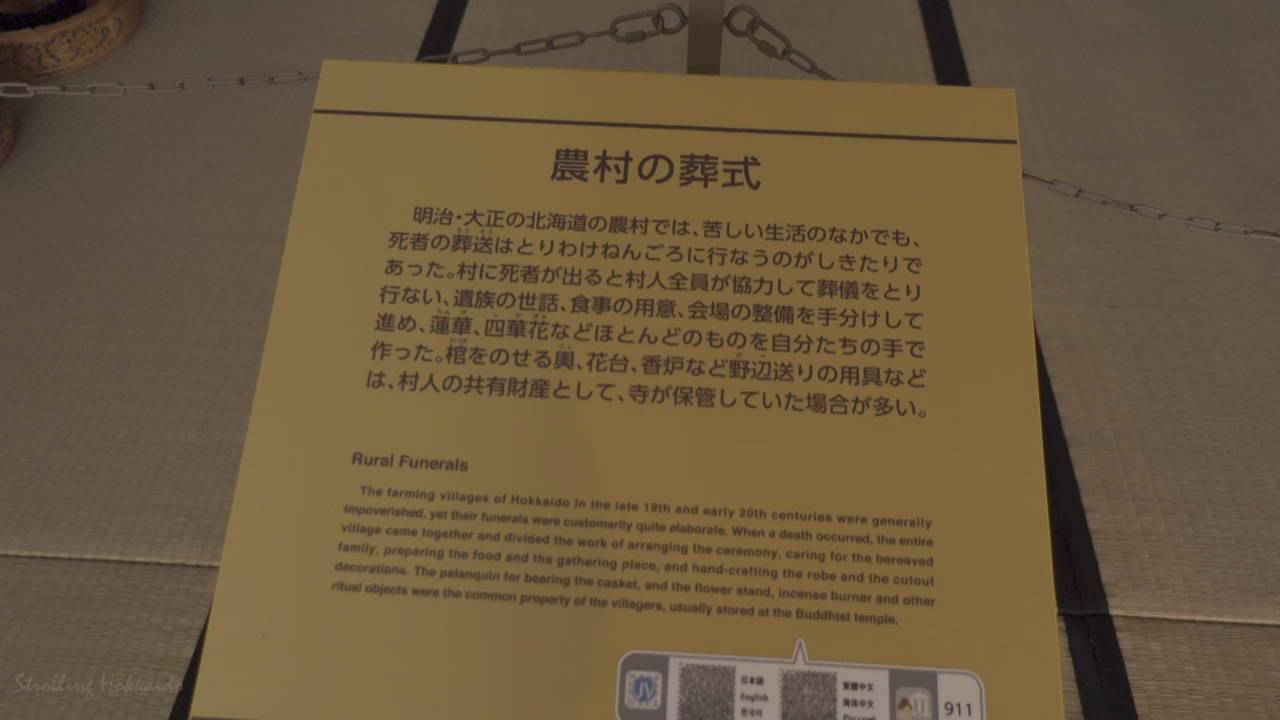 農村の葬式
明治・大正の北海道の農村では、苦しい生活のなかでも、
死者の葬送はとりわけねんごろに行なうのがしきたりで
あった。村に死者が出ると村人全員が協力して葬儀をとり
行ない、遺族の世話、食事の用意、会場の整備を手分けして
進め、蓮華、四華花などほとんどのものを自分たちの手で
作った。棺をのせる輿、花台、香炉など野辺送りの用具など
は、村人の共有財産として、寺が保管していた場合が多い。
Rural Funerals
The farming villages of Hokkaido in the late 19th and early 20th centuries were generally
impoverished, yet their funerals were customarily quite elaborate. When a death occurred, the entire
village came together and divided the work of arranging the ceremony, caring for the bereaved
family, preparing the food and the gathering place, and hand-crafting the robe and the cutout
decorations. The palanquin for bearing the casket, and the flower stand, incense burner and other
ritual objects were the common property of the villagers, usually stored at the Buddhist temple.
日本語
English
한국어
繁體中文
简体中文
Русский
911
Strolling Hokkaido